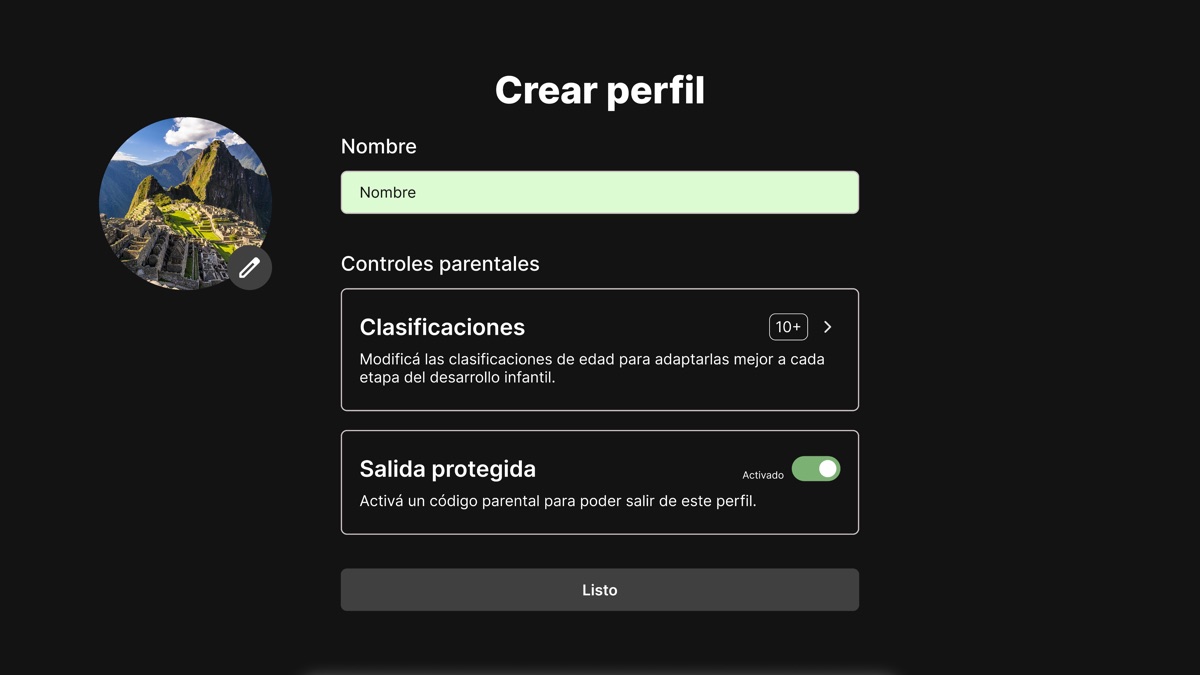 Crear perfil
Nombre
Nombre
Controles parentales
Clasificaciones
10+
Modificá las clasificaciones de edad para adaptarlas mejor a cada
etapa del desarrollo infantil.
Salida protegida
Activado
Activá un código parental para poder salir de este perfil.
Listo